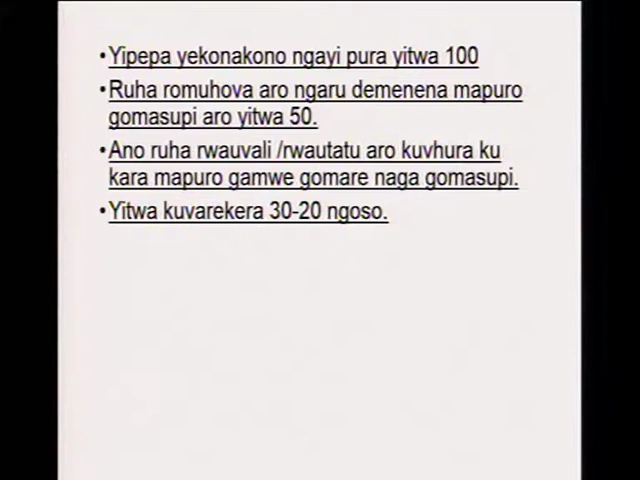 •Yipepa yekonakono ngayi pura yitwa 100
•Ruha romuhova aro ngaru demenena mapuro
gomasupi aro yitwa 50.
•Ano ruha rwauvali /rwautatu aro kuvhura ku
kara mapuro gamwe gomare naga gomasupi.
•Yitwa kuvarekera 30-20 ngoso.